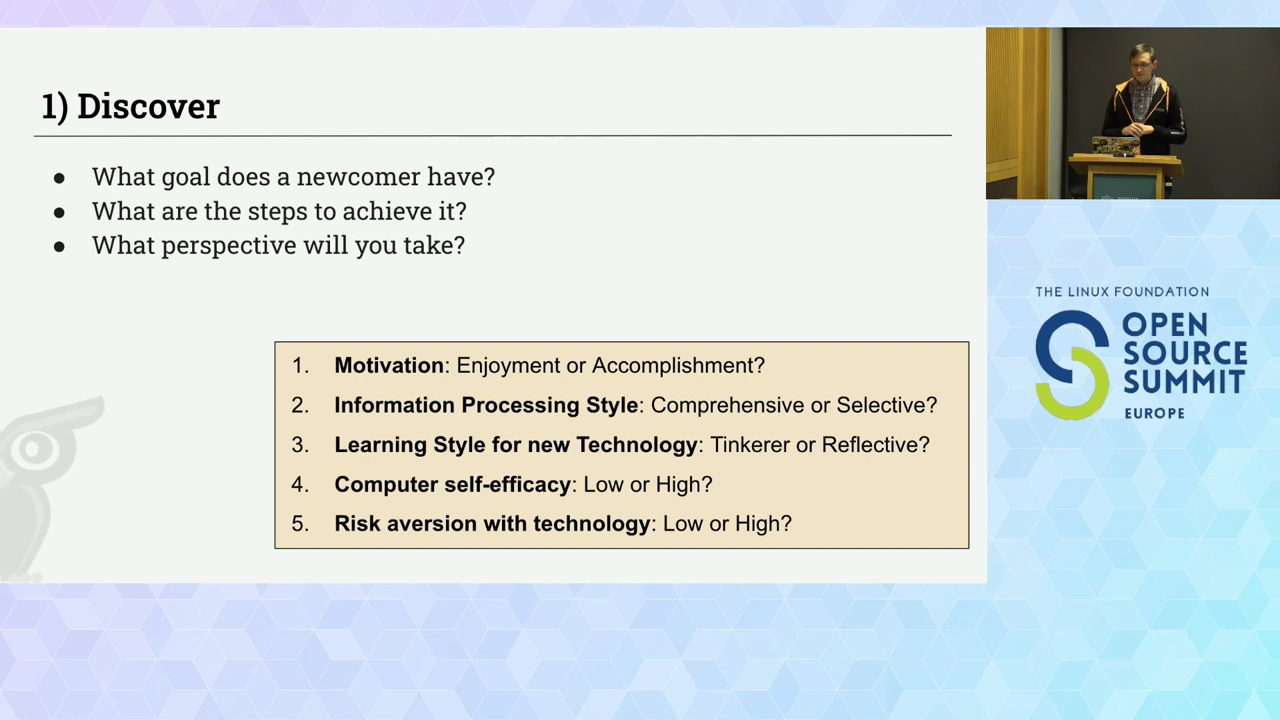 1) Discover
● What goal does a newcomer have?
● What are the steps to achieve it?
● What perspective will you take?
1. Motivation: Enjoyment or Accomplishment?
2. Information Processing Style: Comprehensive or Selective?
3. Learning Style for new Technology: Tinkerer or Reflective?
4. Computer self-efficacy: Low or High?
5. Risk aversion with technology: Low or High?
THE LINUX FOUNDATION
OPEN
SOURCE
SUMMIT
EUROPE